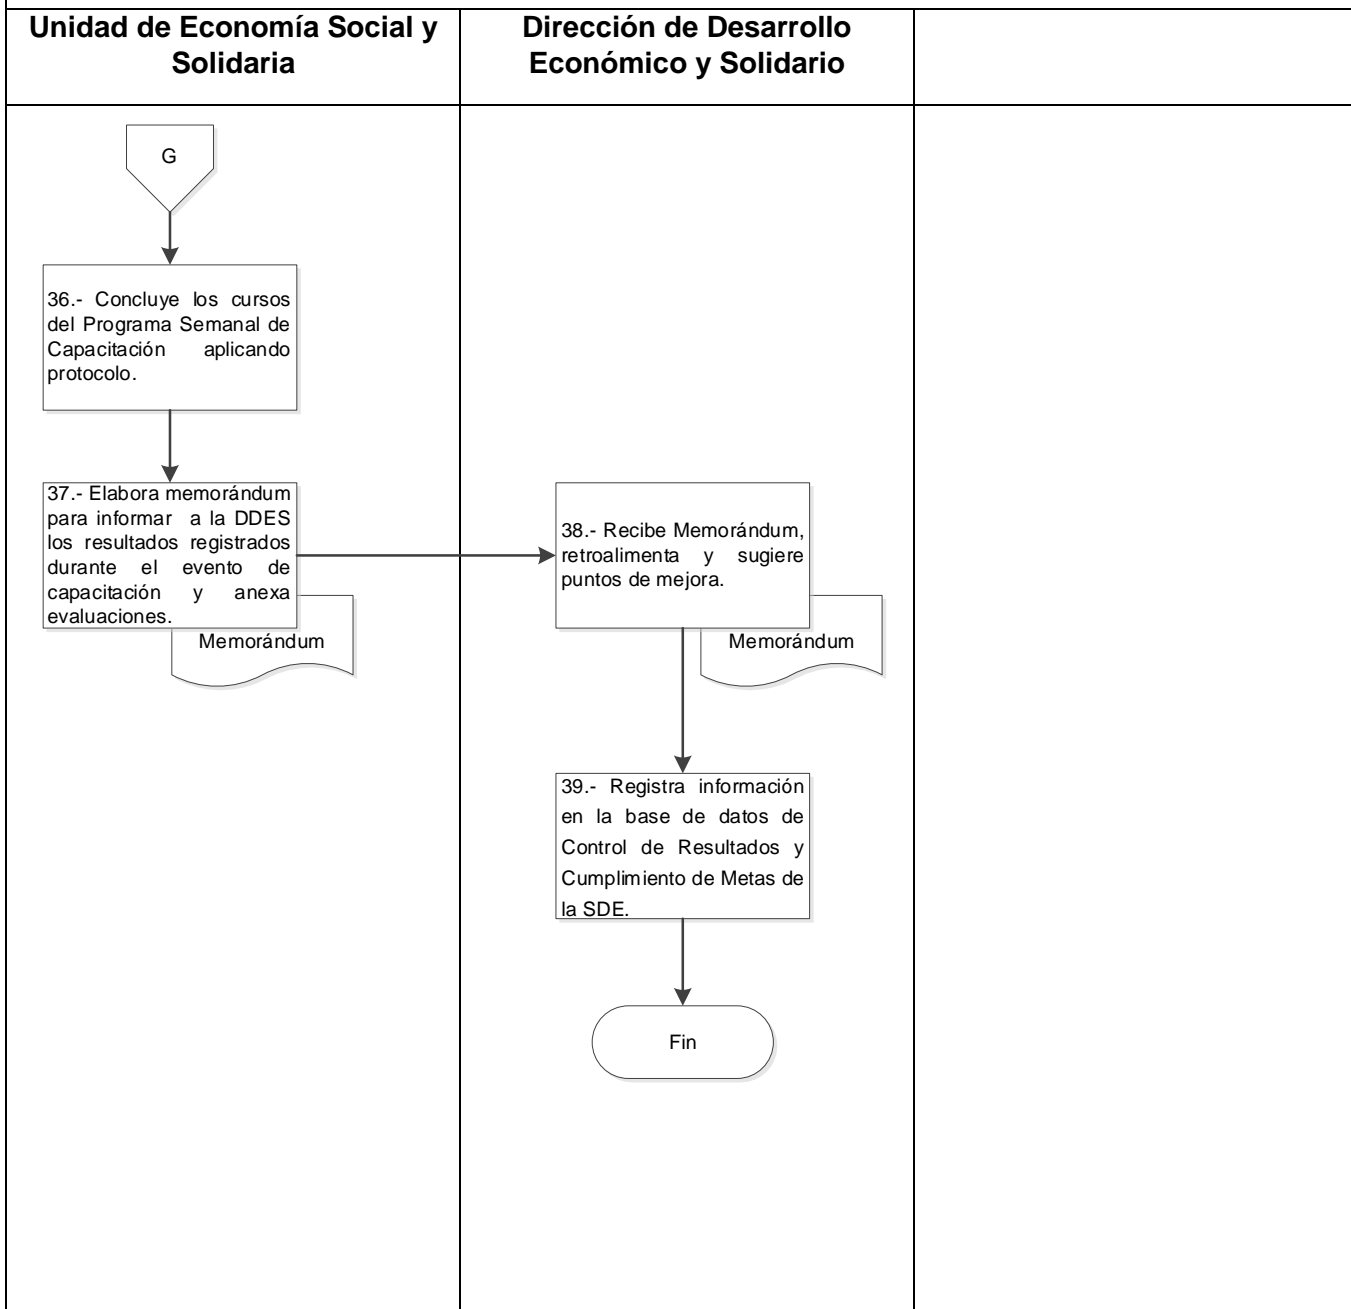 Unidad de Economía Social y
Solidaria
Dirección de Desarrollo
Económico y Solidario
G
36.- Concluye los cursos
del Programa Semanal de
Capacitación aplicando
protocolo.
37.- Elabora memorándum
para informar a la DDES
los resultados registrados
durante el evento de
capacitación y anexa
evaluaciones.
Memorándum
38.- Recibe Memorándum,
retroalimenta y sugiere
puntos de mejora.
Memorándum
39.- Registra información
en la base de datos de
Control de Resultados y
Cumplimiento de Metas de
la SDE.
Fin